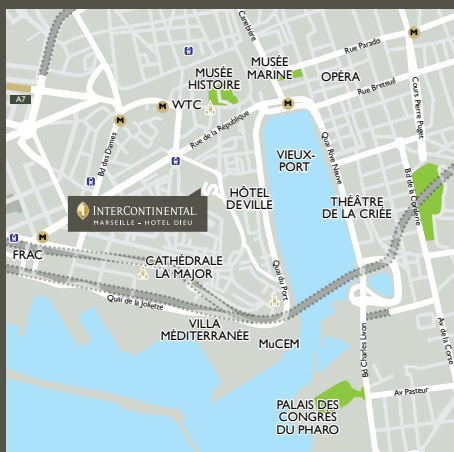 Canebière
MUSÉE
MARINE
Rue Paradis
M
MUSÉE
HISTOIRE
OPÉRA
A7
M
WTC
M
Rue Breteuil
Cours Pierre Puget
M
Rue de la République
Bd des Dames
Quai Rive Neuve
VIEUX-
PORT
Bd de la Corderie
HÔTEL
DE VILLE
THÉÂTRE
DE LA CRIÉE
INTERCONTINENTAL.
MARSEILLE – HOTEL DIEU
M
FRAC
CATHÉDRALE
LA MAJOR
Quai du Port
Quai de la Joliette
VILLA
MÉDITERRANÉE
MuCEM
Bd Charles Livon
Av de la Corse
Av Pasteur
PALAIS DES
CONGRÈS
DU PHARO